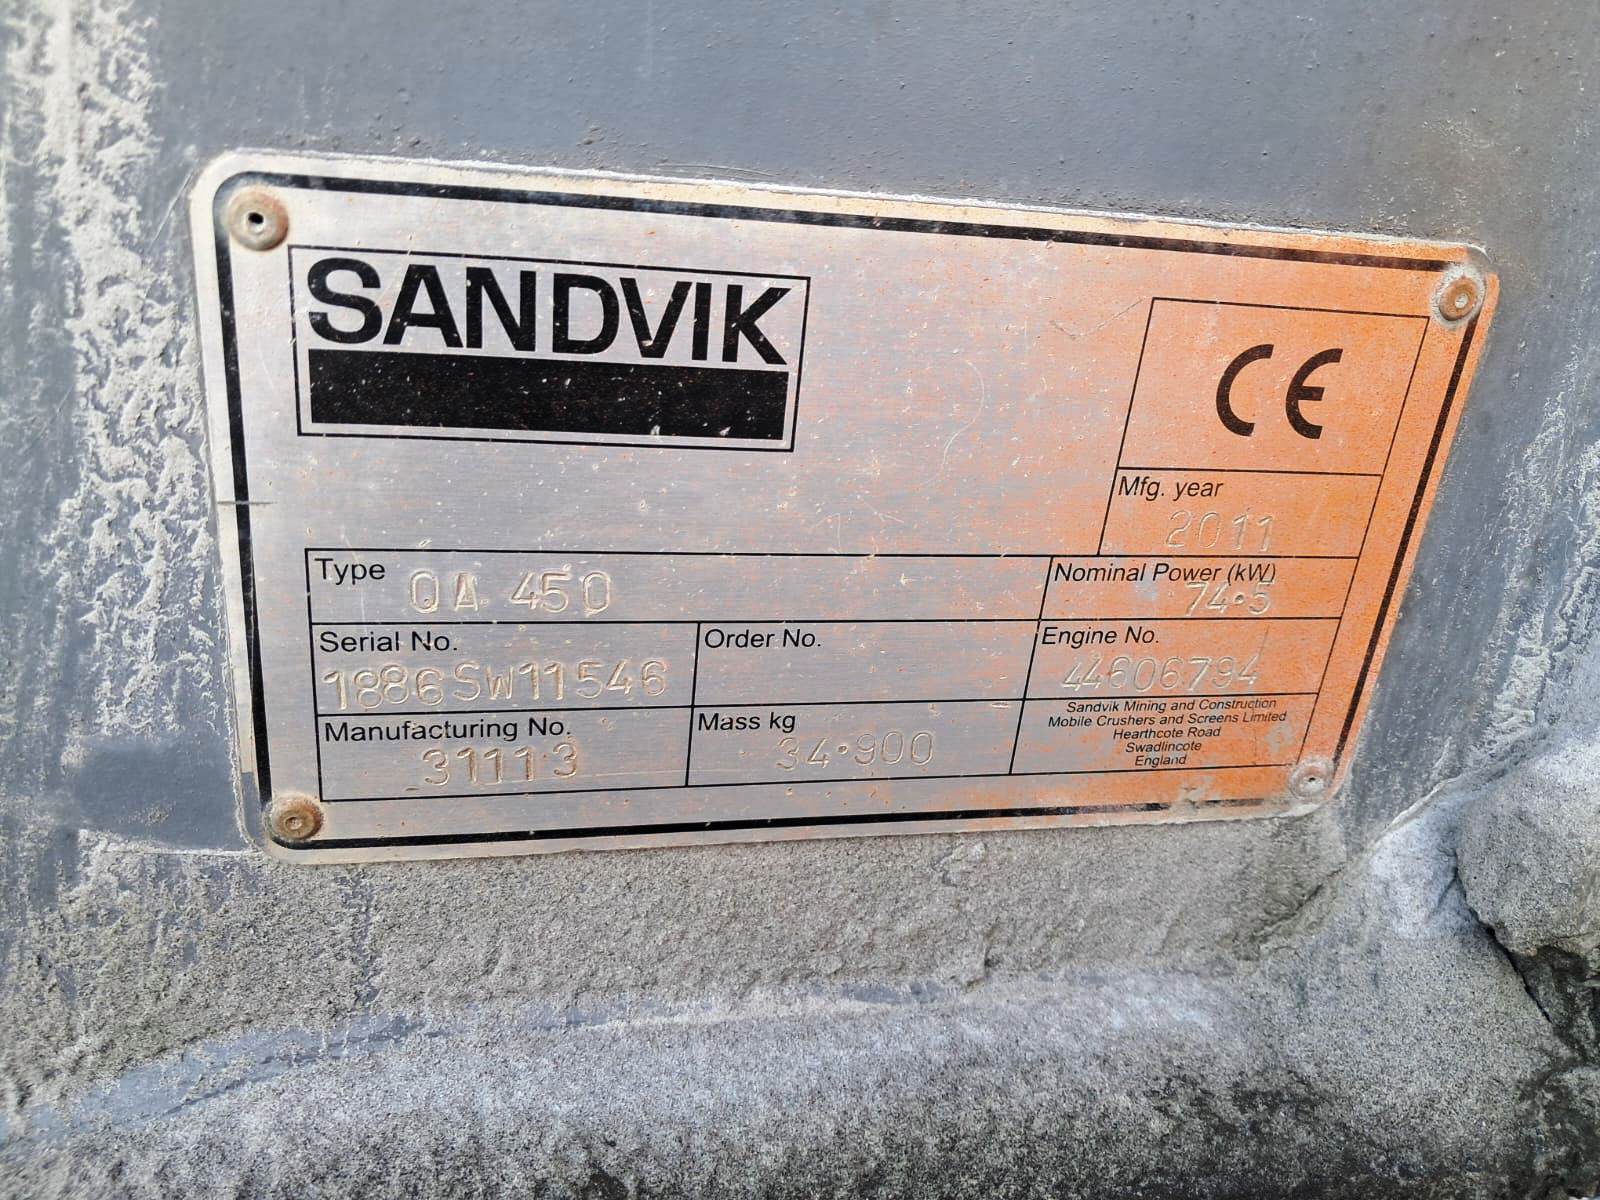 SANDVIK
CE
Mfg. year
2011
Type QA 450
Nominal Power (kW)
74.5
Serial No.
1886SW11546
Order No.
Engine No.
44606794
Manufacturing No.
31113
Mass kg
34.900
Sandvik Mining and Construction
Mobile Crushers and Screens Limited
Hearthcote Road
Swadlincote
England